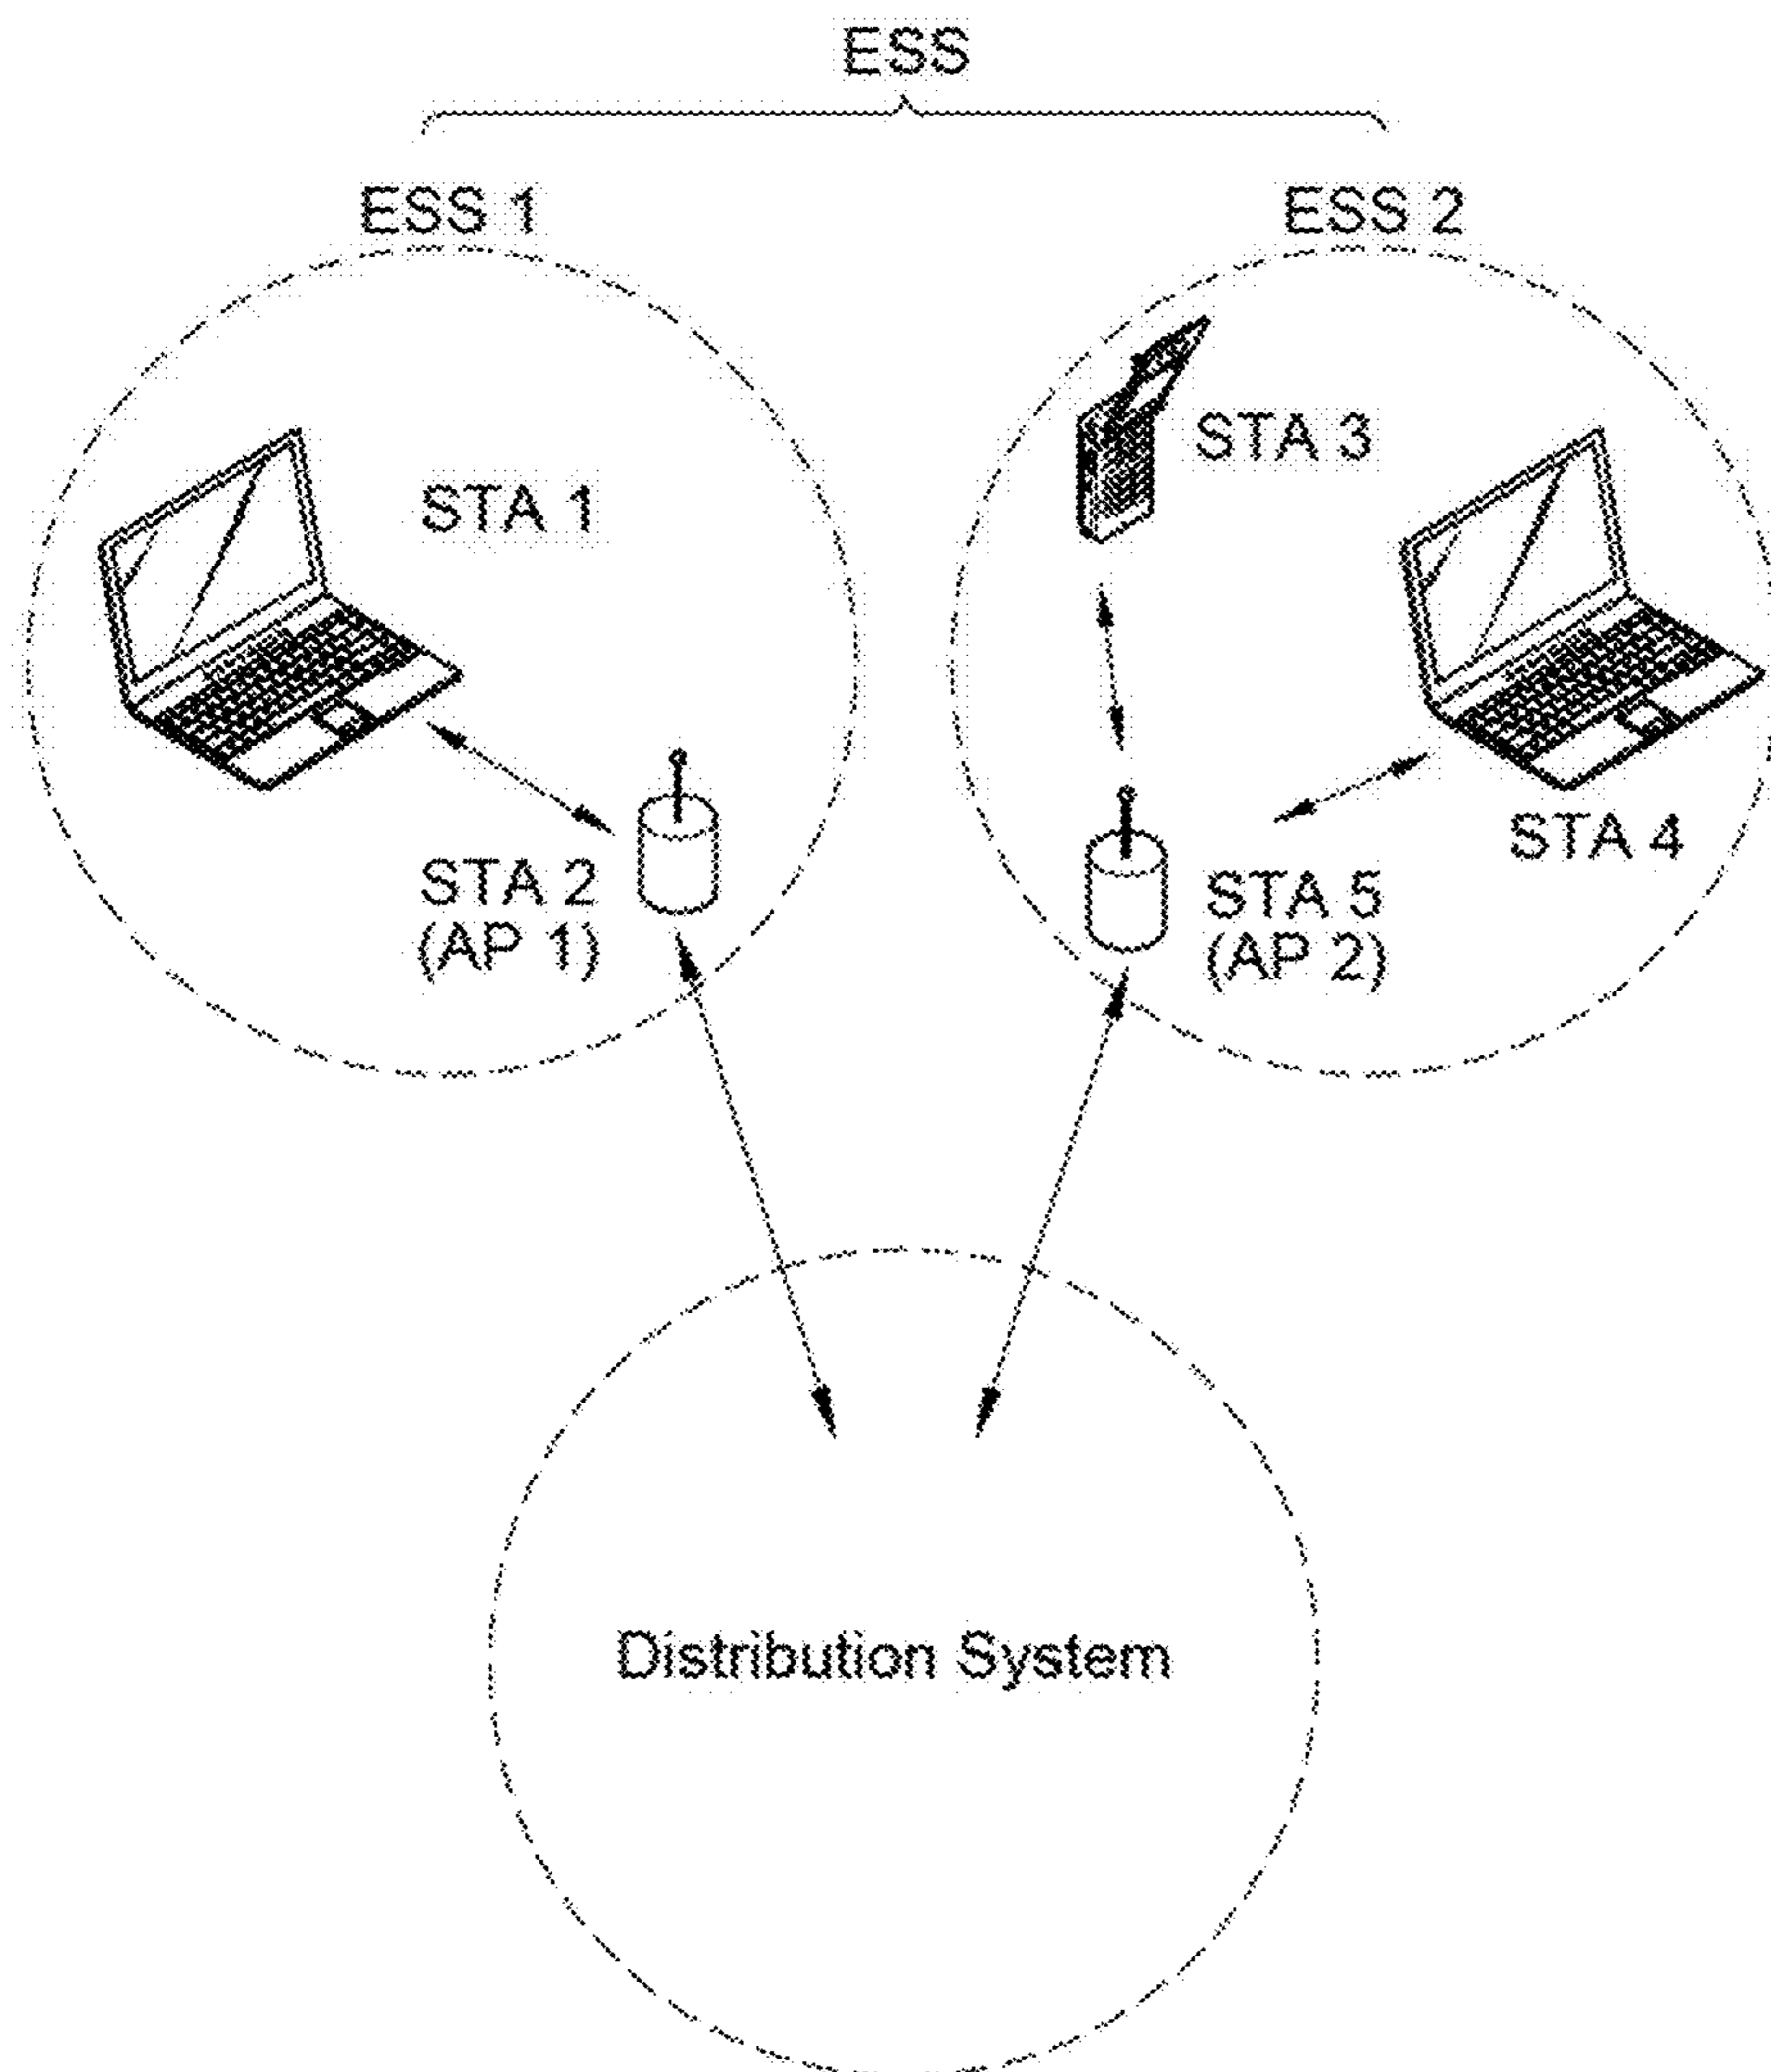 ESS
ESS 1
ESS 2
STA 1
STA 3
STA 2
(AP 1)
STA 4
STA 5
(AP 2)
Distribution System